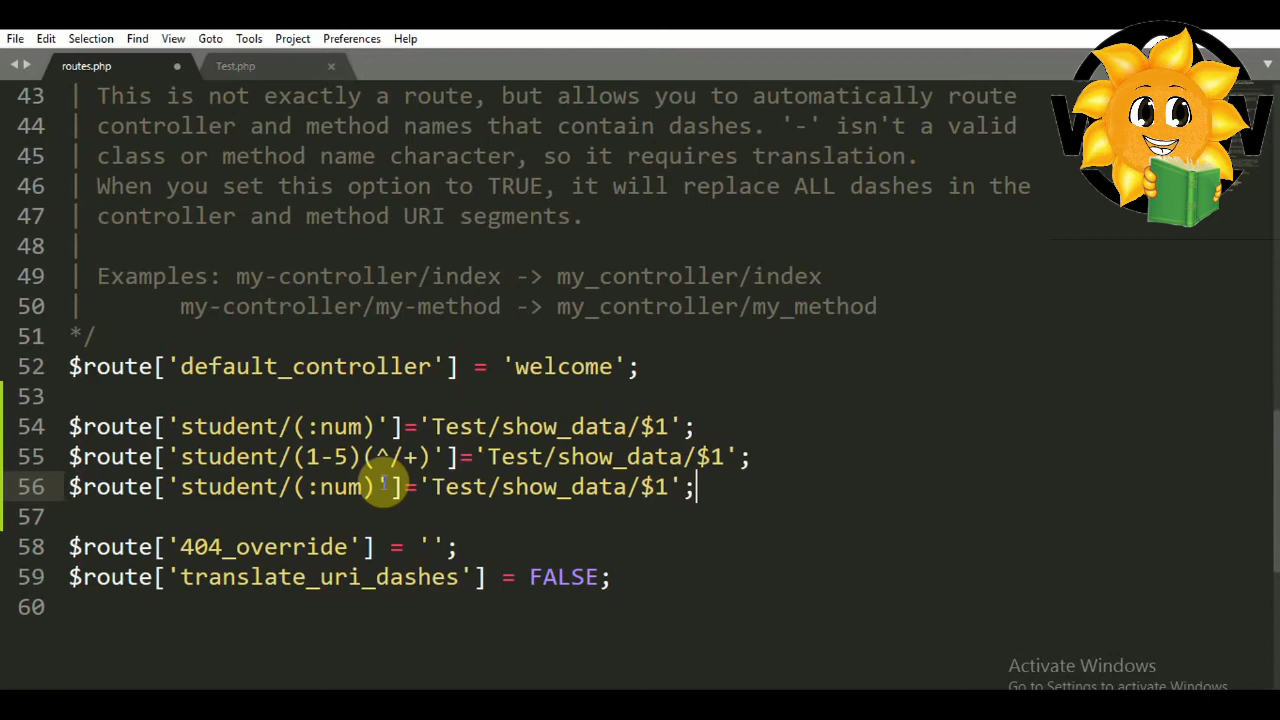 File Edit Selection Find View Goto Tools Project Preferences Help
routes.php Test.php
43 | This is not exactly a route, but allows you to automatically route
44 | controller and method names that contain dashes. '-' isn't a valid
45 | class or method name character, so it requires translation.
46 | When you set this option to TRUE, it will replace ALL dashes in the
47 | controller and method URI segments.
48 |
49 | Examples: my-controller/index -> my_controller/index
50 | my-controller/my-method -> my_controller/my_method
51 */
52 $route['default_controller'] = 'welcome';
53
54 $route['student/(:num)']='Test/show_data/$1';
55 $route['student/(1-5)(^/+)']='Test/show_data/$1';
56 $route['student/(:num)']='Test/show_data/$1';
57
58 $route['404_override'] = '';
59 $route['translate_uri_dashes'] = FALSE;
60
Activate Windows
Go to Settings to activate Windows.